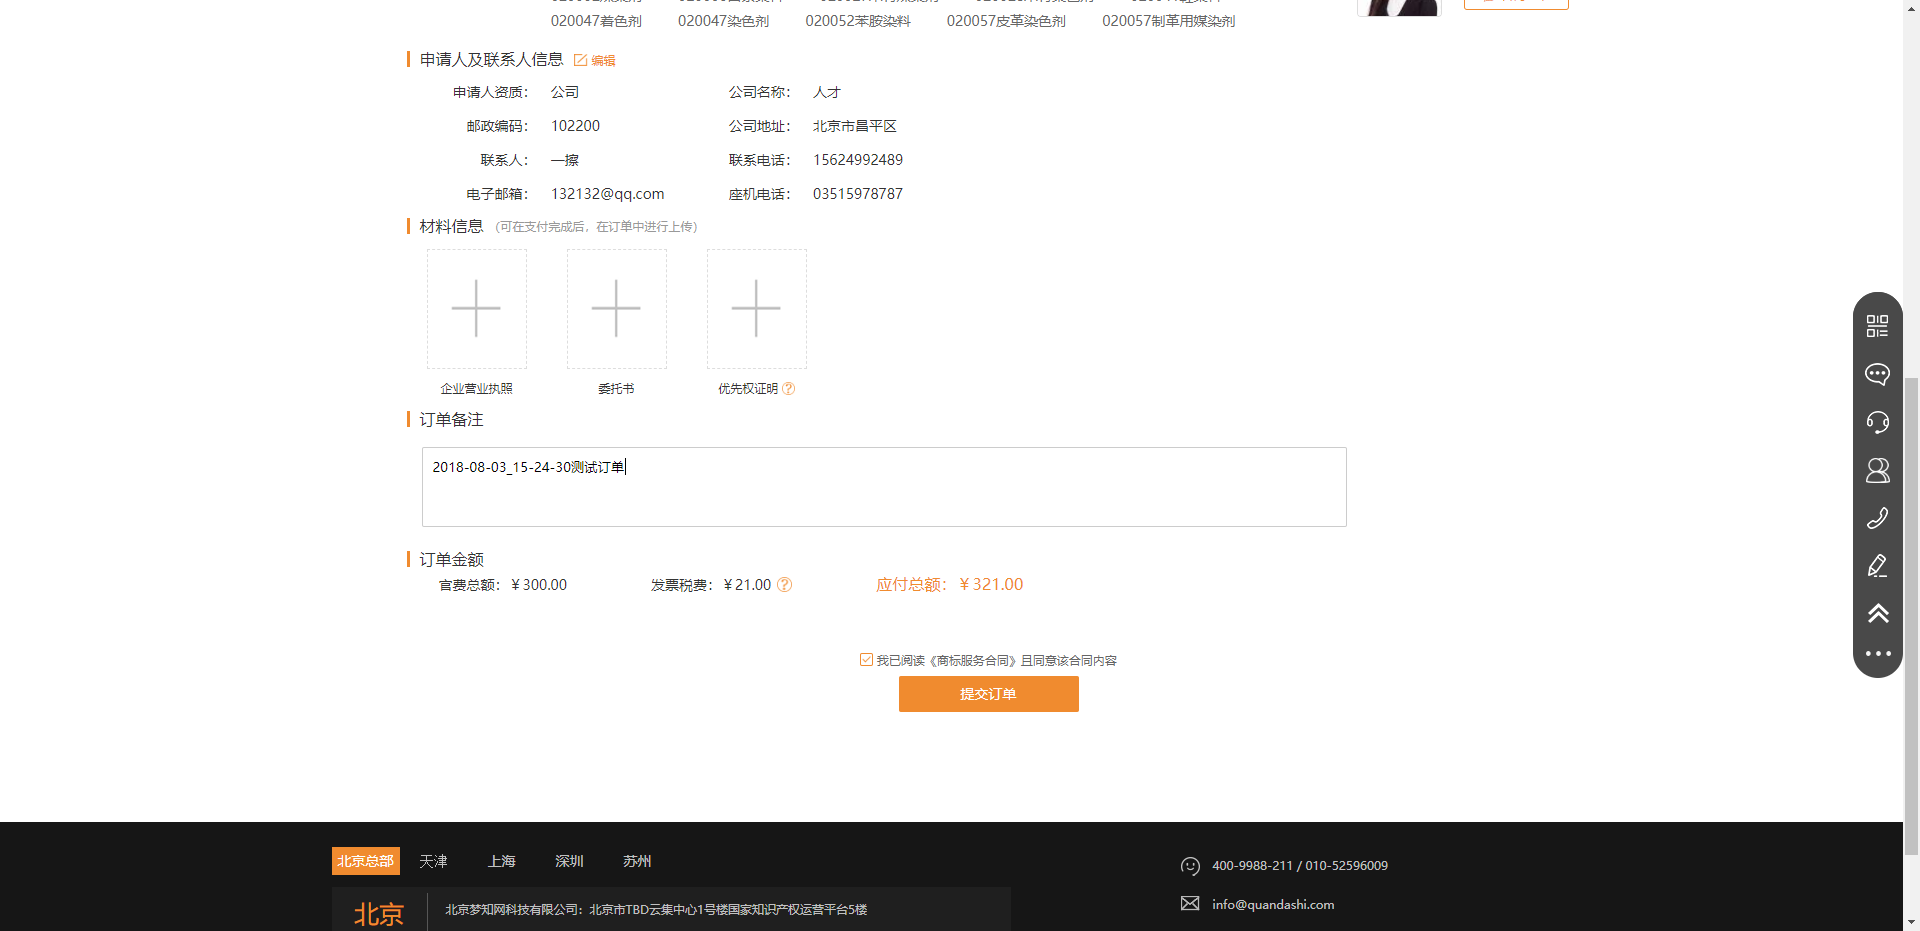 020047着色剂 020047染色剂 020052苯胺染料 020057皮革染色剂 020057制革用媒染剂
申请人及联系人信息 编辑
申请人资质： 公司 公司名称： 人才
邮政编码： 102200 公司地址： 北京市昌平区
联系人： 一擦 联系电话： 15624992489
电子邮箱： 132132@qq.com 座机电话： 03515978787
材料信息 (可在支付完成后，在订单中进行上传)
企业营业执照 委托书 优先权证明 ?
订单备注
2018-08-03_15-24-30测试订单
订单金额
官费总额：￥300.00 发票税费：￥21.00 ? 应付总额：￥321.00
我已阅读《商标服务合同》且同意该合同内容
提交订单
北京总部 天津 上海 深圳 苏州
400-9988-211 / 010-52596009
北京 北京梦知网科技有限公司：北京市TBD云集中心1号楼国家知识产权运营平台5楼
info@quandashi.com